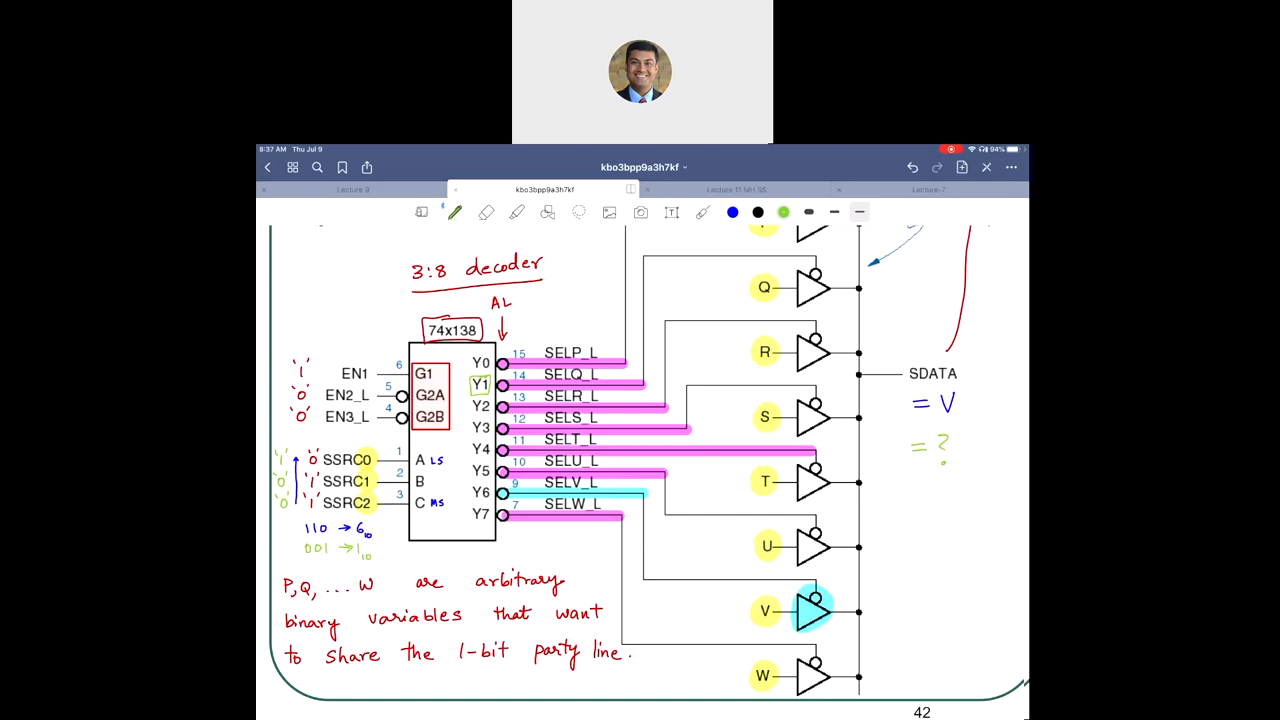 8:37 AM Thu Jul 9
94%
kbo3bpp9a3h7kf
Lecture 9
kbo3bpp9a3h7kf
Lecture-11 MH SS
Lecture-7
3:8 decoder
AL
74x138
'1' EN1 6 G1
'0' EN2_L 5 G2A
'0' EN3_L 4 G2B
'1' '0' SSRC0 1 A LS
'0' '1' SSRC1 2 B
'0' '1' SSRC2 3 C MS
110 → 6₁₀
001 → 1₁₀
Y0 15 SELP_L
Y1 14 SELQ_L
Y2 13 SELR_L
Y3 12 SELS_L
Y4 11 SELT_L
Y5 10 SELU_L
Y6 9 SELV_L
Y7 7 SELW_L
Q
R
S
T
U
V
W
SDATA
= V
= ?
P,Q, ... W are arbitrary
binary variables that want
to share the 1-bit party line.
42